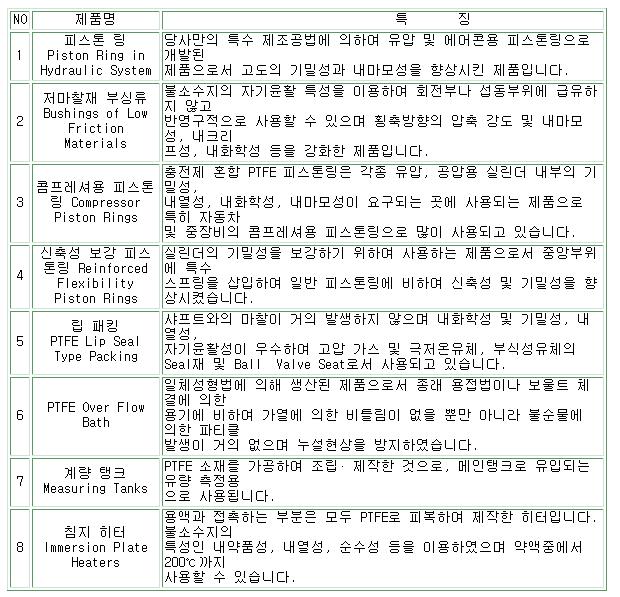 NO 제품명 특 징
1
피스톤 링
Piston Ring in
Hydraulic System
당사만의 특수 제조공법에 의하여 유압 및 에어콘용 피스톤링으로
개발된
제품으로서 고도의 기밀성과 내마모성을 향상시킨 제품입니다.
2
저마찰재 부싱류
Bushings of Low
Friction
Materials
불소수지의 자기윤활 특성을 이용하여 회전부나 섭동부위에 급유하
지 않고
반영구적으로 사용할 수 있으며 횡축방향의 압축 강도 및 내마모
성, 내크리
프성, 내화학성 등을 강화한 제품입니다.
3
콤프레셔용 피스톤
링 Compressor
Piston Rings
충전제 혼합 PTFE 피스톤링은 각종 유압, 공압용 실린더 내부의 기
밀성,
내열성, 내화학성, 내마모성이 요구되는 곳에 사용되는 제품으로
특히 자동차
및 중장비의 콤프레셔용 피스톤링으로 많이 사용되고 있습니다.
4
신축성 보강 피스
톤링 Reinforced
Flexibility
Piston Rings
실린더의 기밀성을 보강하기 위하여 사용하는 제품으로서 중앙부위
에 특수
스프링을 삽입하여 일반 피스톤링에 비하여 신축성 및 기밀성을 향
상시켰습니다.
5
립 패킹
PTFE Lip Seal
Type Packing
샤프트와의 마찰이 거의 발생하지 않으며 내화학성 및 기밀성, 내
열성,
자기윤활성이 우수하여 고압 가스 및 극저온유체, 부식성유체의
Seal재 및 Ball Valve Seat로서 사용되고 있습니다.
6
PTFE Over Flow
Bath
일체성형법에 의해 생산된 제품으로서 종래 용접법이나 보울트 체
결에 의한
용기에 비하여 가열에 의한 비틀림이 없을 뿐만 아니라 불순물에
의한 파티클
발생이 거의 없으며 누설현상을 방지하였습니다.
7
계량 탱크
Measuring Tanks
PTFE 소재를 가공하여 조립· 제작한 것으로, 메인탱크로 유입되는
유량 측정용
으로 사용됩니다.
8
침지 히터
Immersion Plate
Heaters
용액과 접촉하는 부분은 모두 PTFE로 피복하여 제작한 히터입니다.
불소수지의
특성인 내약품성, 내열성, 순수성 등을 이용하였으며 약액중에서
200℃까지
사용할 수 있습니다.